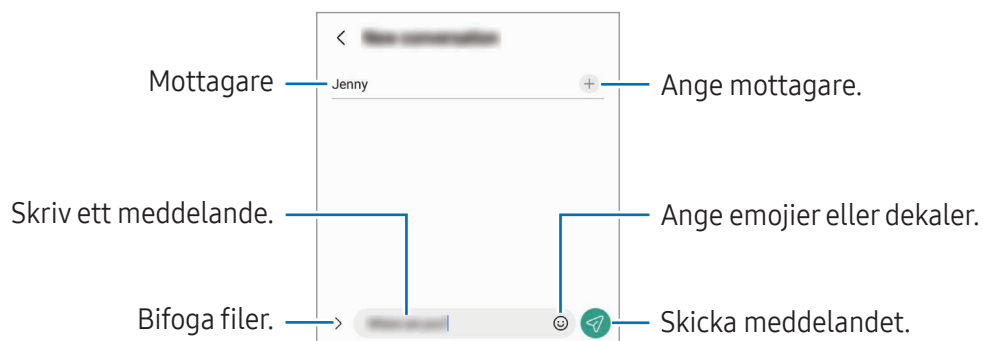 Mottagare
Jenny
Ange mottagare.
Skriv ett meddelande.
Ange emojier eller dekaler.
Bifoga filer.
Skicka meddelandet.